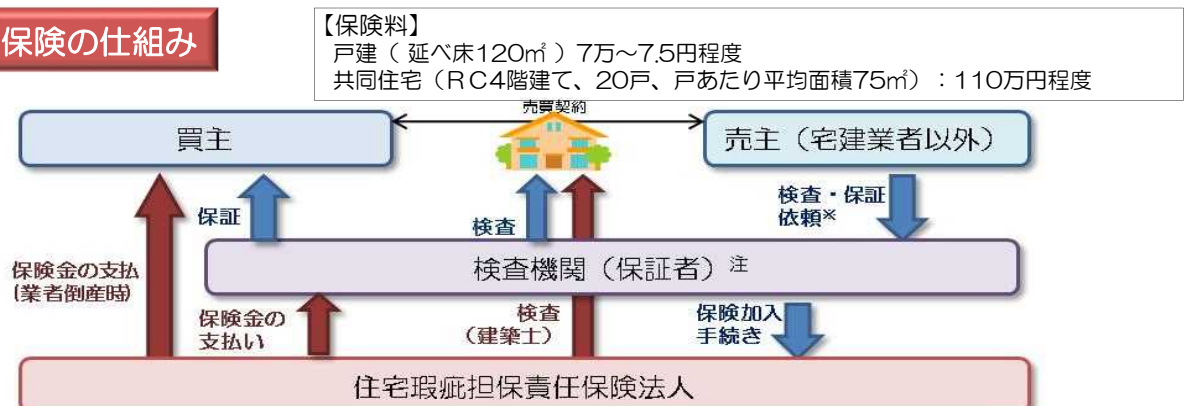 保険の仕組み
【保険料】
戸建（ 延べ床120㎡ ）7万～7.5円程度
共同住宅（RC4階建て、20戸、戸あたり平均面積75㎡）：110万円程度
売買契約
買主
売主（宅建業者以外）
保証
検査
検査・保証
依頼※
検査機関（保証者）注
保険金の支払
(業者倒産時)
保険金の
支払い
検査
（建築士）
保険加入
手続き
住宅瑕疵担保責任保険法人